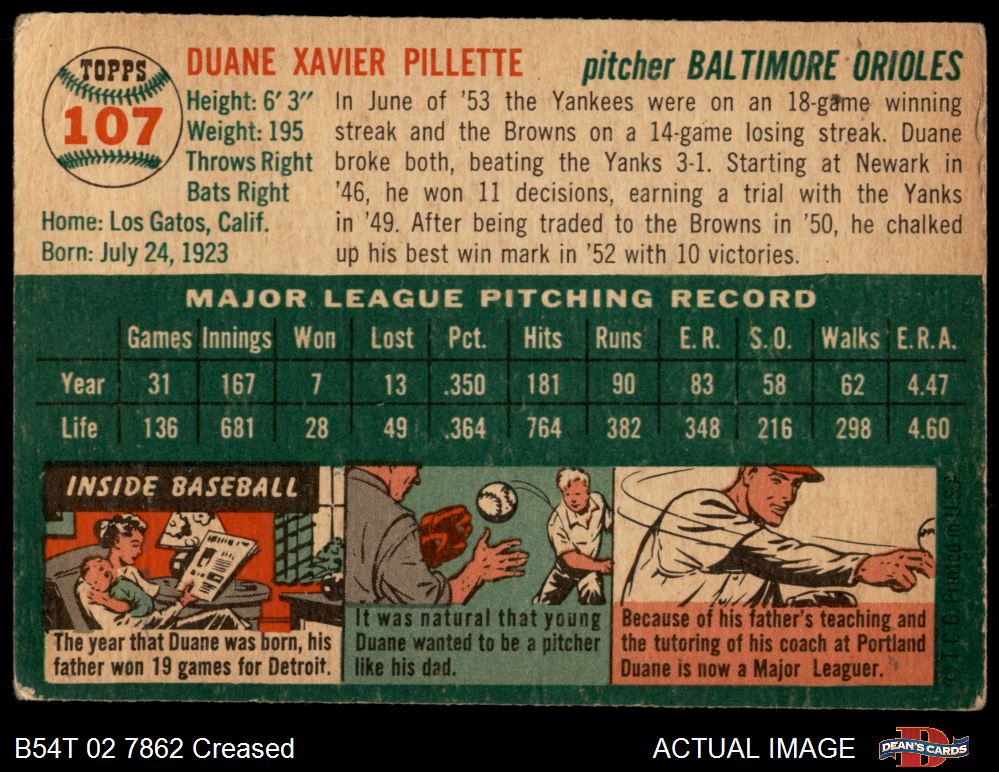 TOPPS
107
DUANE XAVIER PILLETTE
pitcher BALTIMORE ORIOLES
Height: 6' 3"
Weight: 195
Throws Right
Bats Right
Home: Los Gatos, Calif.
Born: July 24, 1923
In June of '53 the Yankees were on an 18-game winning
streak and the Browns on a 14-game losing streak. Duane
broke both, beating the Yanks 3-1. Starting at Newark in
'46, he won 11 decisions, earning a trial with the Yanks
in '49. After being traded to the Browns in '50, he chalked
up his best win mark in '52 with 10 victories.
MAJOR LEAGUE PITCHING RECORD
Games Innings Won Lost Pct. Hits Runs E.R. S.O. Walks E.R.A.
Year 31 167 7 13 .350 181 90 83 58 62 4.47
Life 136 681 28 49 .364 764 382 348 216 298 4.60
INSIDE BASEBALL
The year that Duane was born, his
father won 19 games for Detroit.
It was natural that young
Duane wanted to be a pitcher
like his dad.
Because of his father's teaching and
the tutoring of his coach at Portland
Duane is now a Major Leaguer.
© T.C.G. Printed in U.S.A.
B54T 02 7862 Creased
ACTUAL IMAGE
DEAN'S CARDS